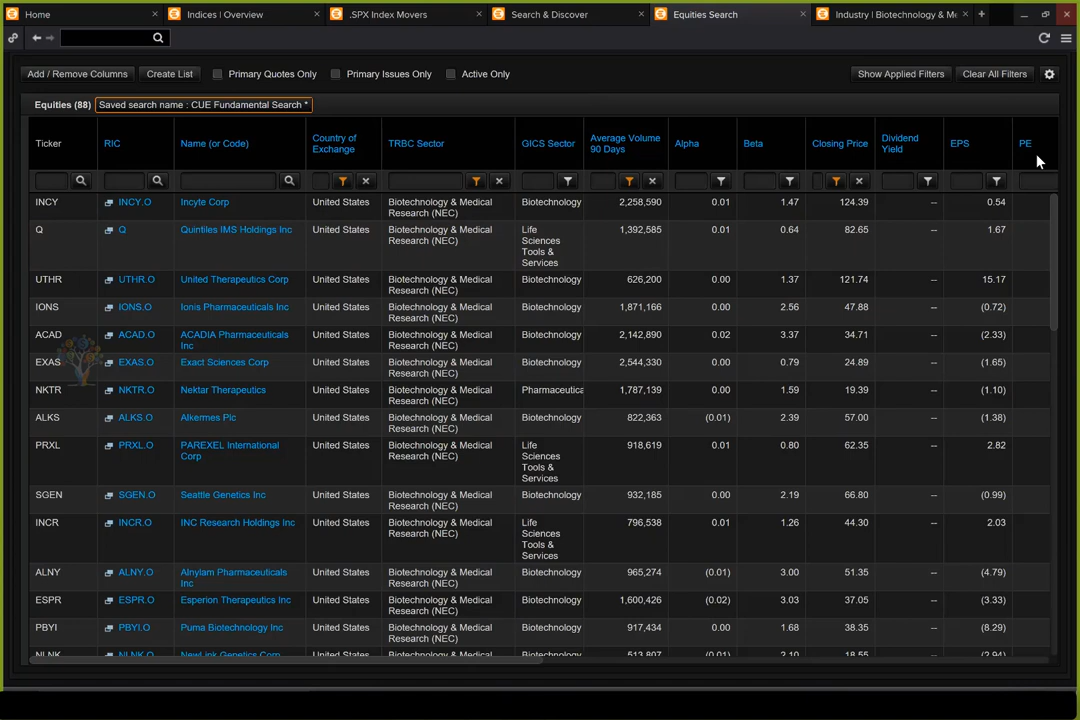 Home Indices | Overview .SPX Index Movers Search & Discover Equities Search Industry | Biotechnology & Me
Add / Remove Columns Create List Primary Quotes Only Primary Issues Only Active Only Show Applied Filters Clear All Filters
Equities (88) Saved search name : CUE Fundamental Search *
Ticker RIC Name (or Code) Country of Exchange TRBC Sector GICS Sector Average Volume 90 Days Alpha Beta Closing Price Dividend Yield EPS PE
INCY INCY.O Incyte Corp United States Biotechnology & Medical Biotechnology 2,258,590 0.01 1.47 124.39 -- 0.54
Research (NEC)
Q Q Quintiles IMS Holdings Inc United States Biotechnology & Medical Life 1,392,585 0.01 0.64 82.65 -- 1.67
Research (NEC) Sciences
Tools &
Services
UTHR UTHR.O United Therapeutics Corp United States Biotechnology & Medical Biotechnology 626,200 0.00 1.37 121.74 -- 15.17
Research (NEC)
IONS IONS.O Ionis Pharmaceuticals Inc United States Biotechnology & Medical Biotechnology 1,871,166 0.00 2.56 47.88 -- (0.72)
Research (NEC)
ACAD ACAD.O ACADIA Pharmaceuticals United States Biotechnology & Medical Biotechnology 2,142,890 0.02 3.37 34.71 -- (2.33)
Inc Research (NEC)
EXAS EXAS.O Exact Sciences Corp United States Biotechnology & Medical Biotechnology 2,544,330 0.00 0.79 24.89 -- (1.65)
Research (NEC)
NKTR NKTR.O Nektar Therapeutics United States Biotechnology & Medical Pharmaceutica 1,787,139 0.00 1.59 19.39 -- (1.10)
Research (NEC)
ALKS ALKS.O Alkermes Plc United States Biotechnology & Medical Biotechnology 822,363 (0.01) 2.39 57.00 -- (1.38)
Research (NEC)
PRXL PRXL.O PAREXEL International United States Biotechnology & Medical Life 918,619 0.01 0.80 62.35 -- 2.82
Corp Research (NEC) Sciences
Tools &
Services
SGEN SGEN.O Seattle Genetics Inc United States Biotechnology & Medical Biotechnology 932,185 0.00 2.19 66.80 -- (0.99)
Research (NEC)
INCR INCR.O INC Research Holdings Inc United States Biotechnology & Medical Life 796,538 0.01 1.26 44.30 -- 2.03
Research (NEC) Sciences
Tools &
Services
ALNY ALNY.O Alnylam Pharmaceuticals United States Biotechnology & Medical Biotechnology 965,274 (0.01) 3.00 51.35 -- (4.79)
Inc Research (NEC)
ESPR ESPR.O Esperion Therapeutics Inc United States Biotechnology & Medical Biotechnology 1,600,426 (0.02) 3.03 37.05 -- (3.33)
Research (NEC)
PBYI PBYI.O Puma Biotechnology Inc United States Biotechnology & Medical Biotechnology 917,434 0.00 1.68 38.35 -- (8.29)
Research (NEC)
NLNK NLNK.O NewLink Genetics Corp United States Biotechnology & Medical Biotechnology 513,807 (0.01) 2.10 18.55 -- (2.94)